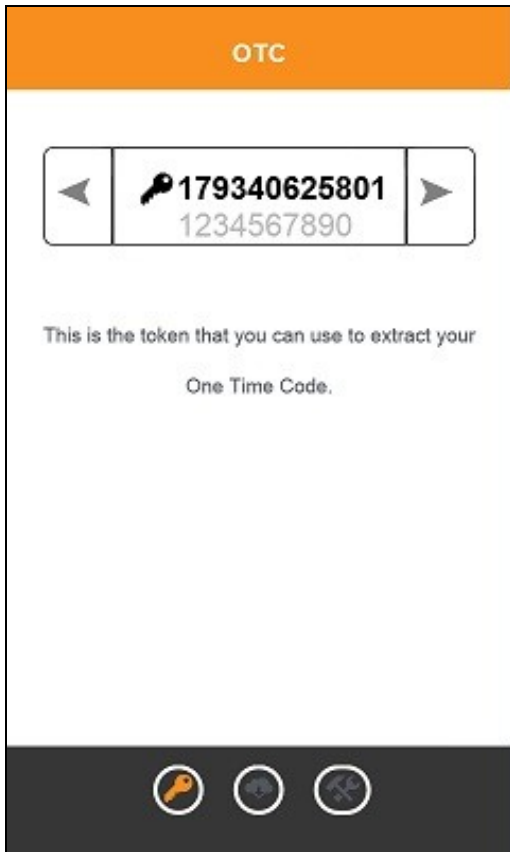 OTC
179340625801
1234567890
This is the token that you can use to extract your
One Time Code.